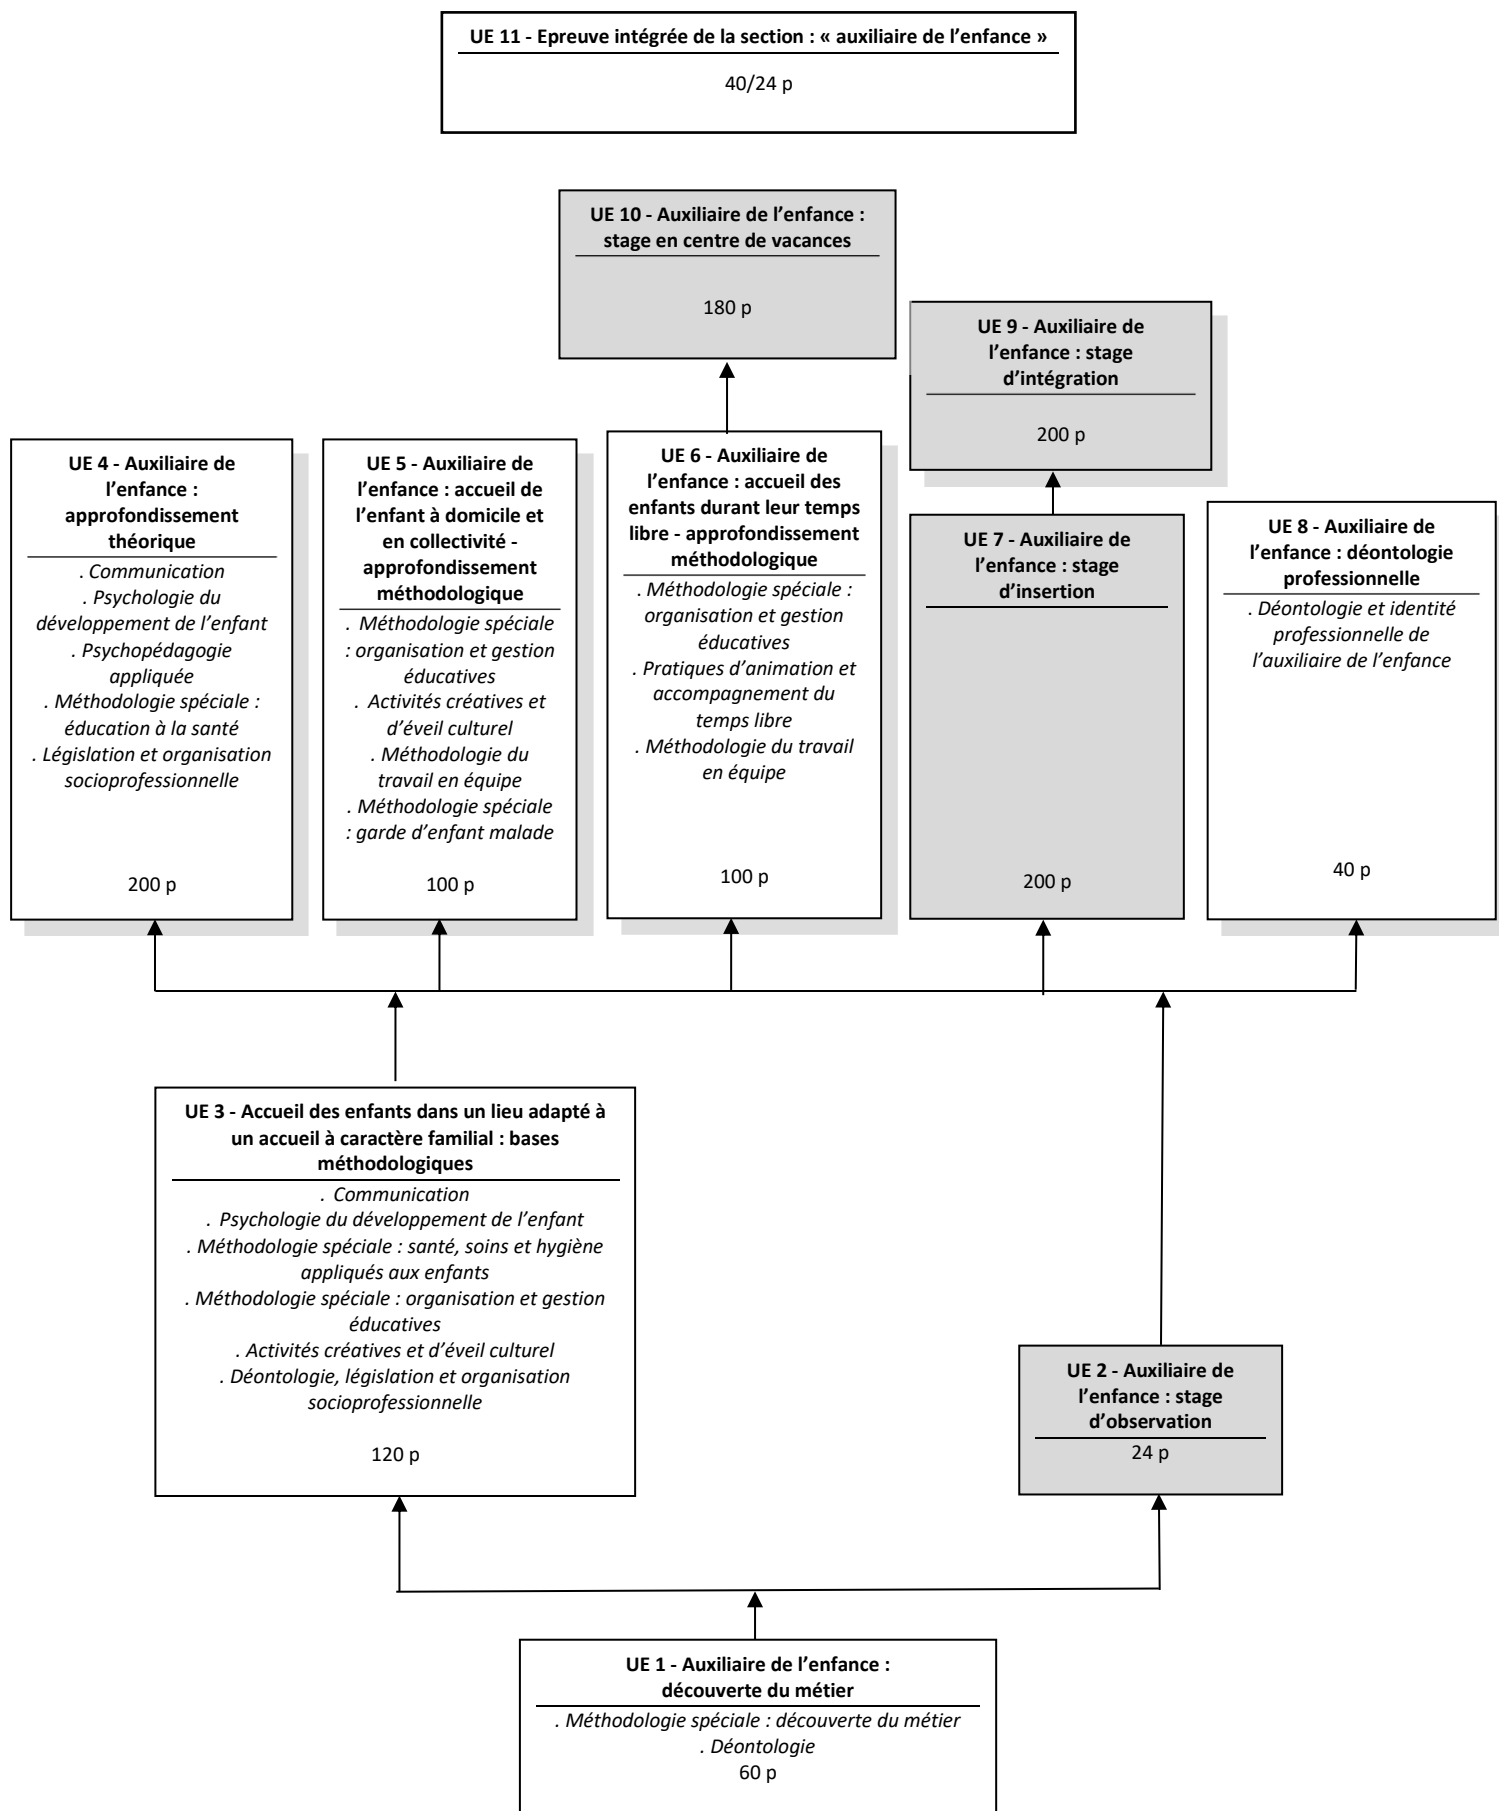 UE 11 - Epreuve intégrée de la section : « auxiliaire de l’enfance »
40/24 p
UE 10 - Auxiliaire de l’enfance :
stage en centre de vacances
180 p
UE 9 - Auxiliaire de
l’enfance : stage
d’intégration
200 p
UE 4 - Auxiliaire de
l’enfance :
approfondissement
théorique
. Communication
. Psychologie du
développement de l’enfant
. Psychopédagogie
appliquée
. Méthodologie spéciale :
éducation à la santé
. Législation et organisation
socioprofessionnelle
200 p
UE 5 - Auxiliaire de
l’enfance : accueil de
l’enfant à domicile et
en collectivité -
approfondissement
méthodologique
. Méthodologie spéciale
: organisation et gestion
éducatives
. Activités créatives et
d’éveil culturel
. Méthodologie du
travail en équipe
. Méthodologie spéciale
: garde d’enfant malade
100 p
UE 6 - Auxiliaire de
l’enfance : accueil des
enfants durant leur temps
libre - approfondissement
méthodologique
. Méthodologie spéciale :
organisation et gestion
éducatives
. Pratiques d’animation et
accompagnement du
temps libre
. Méthodologie du travail
en équipe
100 p
UE 7 - Auxiliaire de
l’enfance : stage
d’insertion
200 p
UE 8 - Auxiliaire de
l’enfance : déontologie
professionnelle
. Déontologie et identité
professionnelle de
l’auxiliaire de l’enfance
40 p
UE 3 - Accueil des enfants dans un lieu adapté à
un accueil à caractère familial : bases
méthodologiques
. Communication
. Psychologie du développement de l’enfant
. Méthodologie spéciale : santé, soins et hygiène
appliqués aux enfants
. Méthodologie spéciale : organisation et gestion
éducatives
. Activités créatives et d’éveil culturel
. Déontologie, législation et organisation
socioprofessionnelle
120 p
UE 2 - Auxiliaire de
l’enfance : stage
d’observation
24 p
UE 1 - Auxiliaire de l’enfance :
découverte du métier
. Méthodologie spéciale : découverte du métier
. Déontologie
60 p